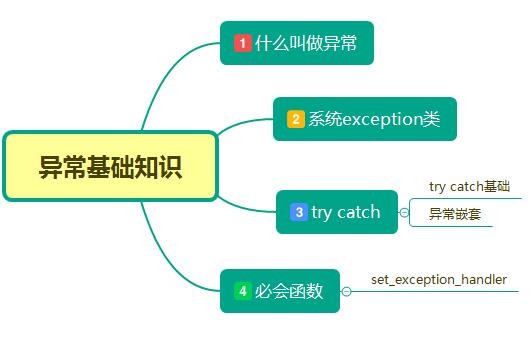 1 什么叫做异常
2 系统exception类
异常基础知识
try catch基础
3 try catch
异常嵌套
4 必会函数
set_exception_handler